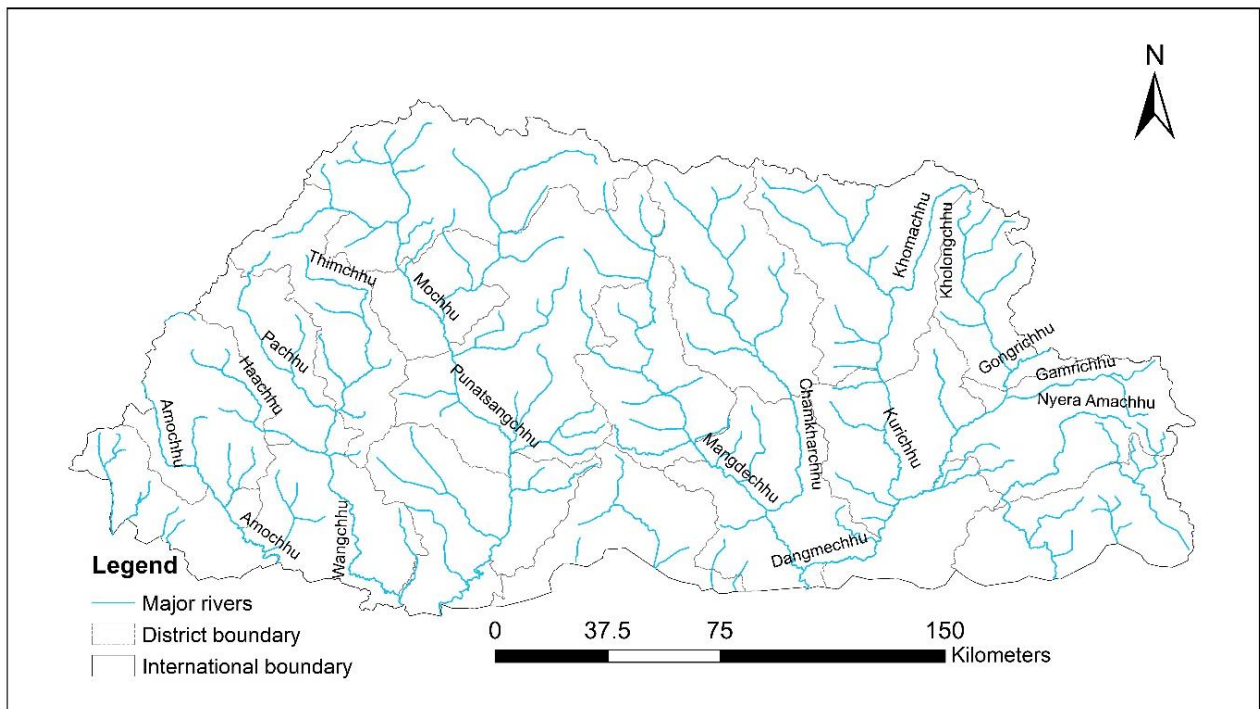 N
Khomachhu
Kholongchhu
Thimchhu
Mochhu
Pachhu
Haachhu
Gongrichhu
Gamrichhu
Nyera Amachhu
Punatsangchhu
Amochhu
Chamkharchhu
Kurichhu
Mangdechhu
Amochhu
Wangchhu
Dangmechhu
Legend
Major rivers
District boundary
International boundary
0 37.5 75 150
Kilometers